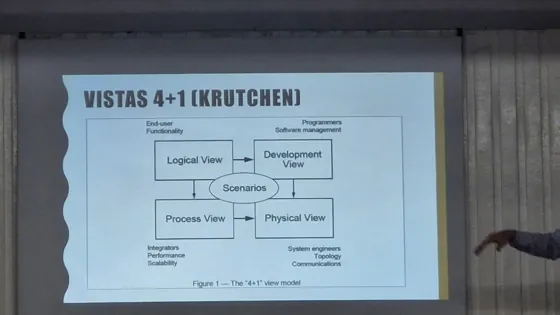 VISTAS 4+1 (KRUTCHEN)
End-user
Functionality
Programmers
Software management
Logical View
Development
View
Scenarios
Process View
Physical View
Integrators
Performance
Scalability
System engineers
Topology
Communications
Figure 1 — The "4+1" view model